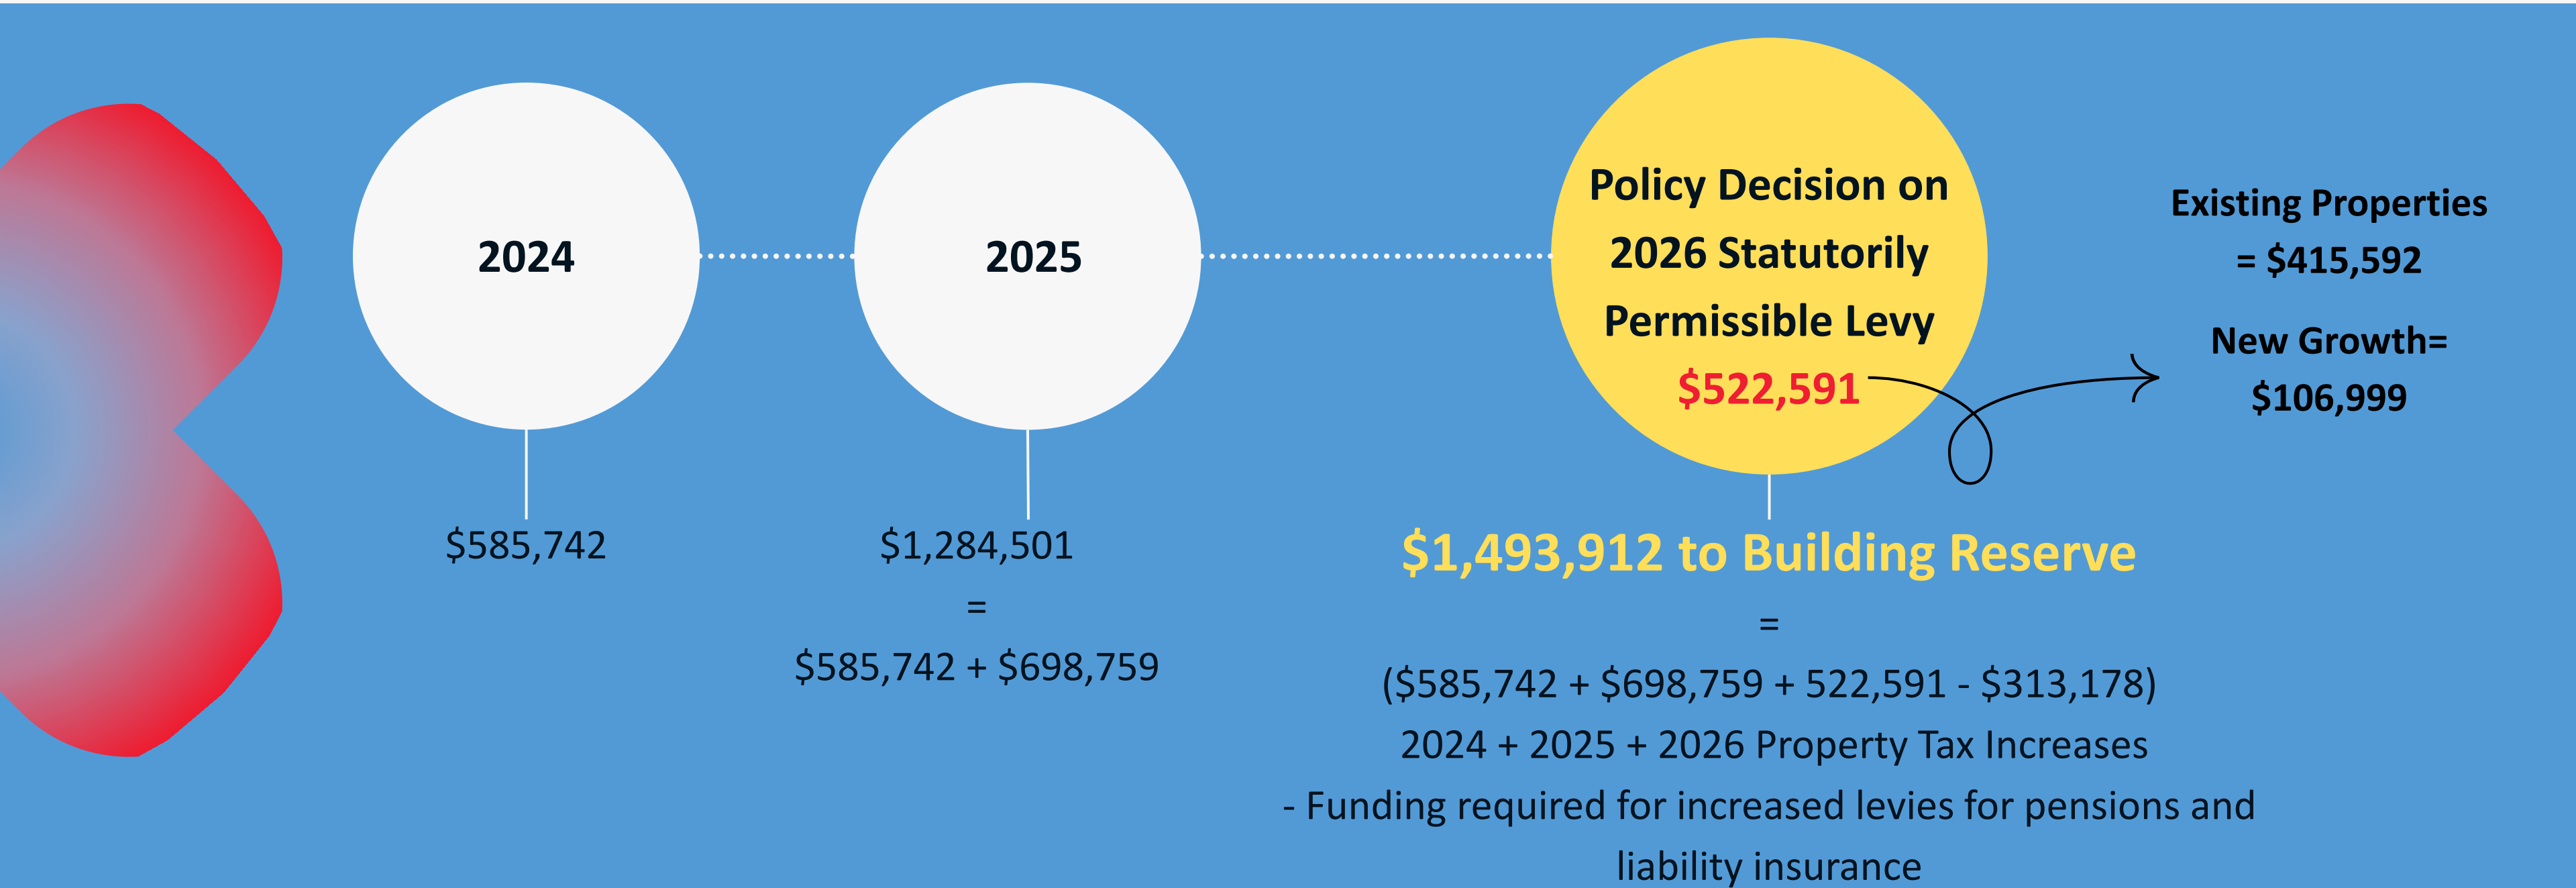 2024
2025
Policy Decision on
2026 Statutorily
Permissible Levy
$522,591
Existing Properties
= $415,592
New Growth=
$106,999
$585,742
$1,284,501
=
$585,742 + $698,759
$1,493,912 to Building Reserve
=
($585,742 + $698,759 + 522,591 - $313,178)
2024 + 2025 + 2026 Property Tax Increases
- Funding required for increased levies for pensions and
liability insurance